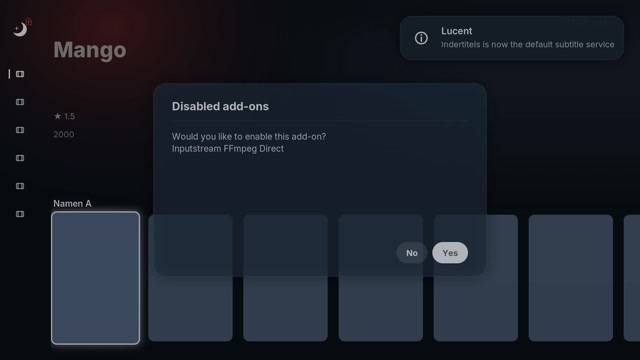 Mango
Lucent
is now the default subtitle service
Disabled add-ons
★ 1.5
Would you like to enable this add-on?
2000
Inputstream FFmpeg Direct
Namen A
No
Yes